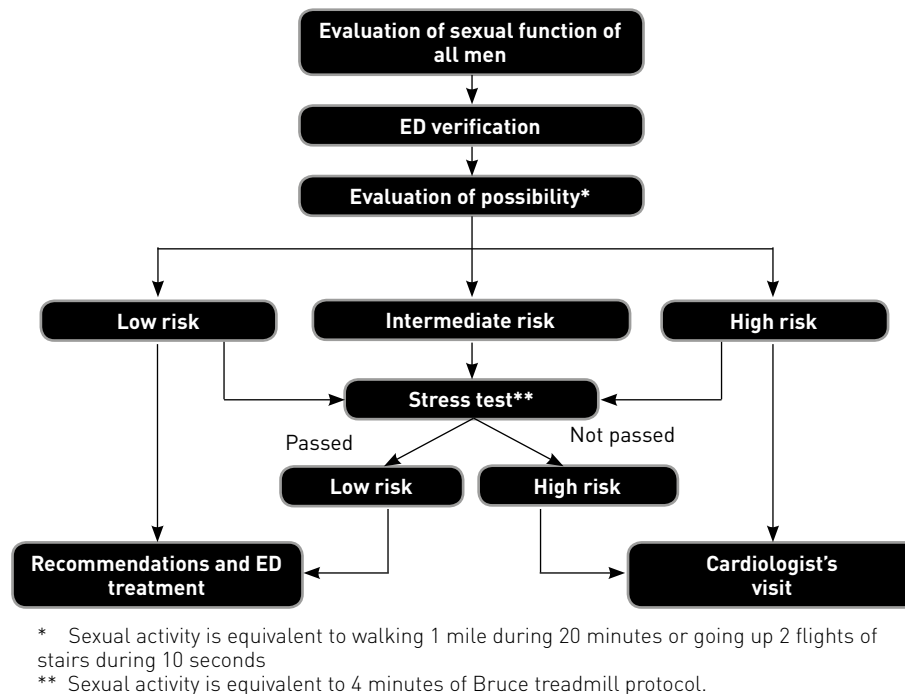 Evaluation of sexual function of
all men
ED verification
Evaluation of possibility*
Low risk
Intermediate risk
High risk
Stress test**
Passed
Not passed
Low risk
High risk
Recommendations and ED
treatment
Cardiologist's
visit
* Sexual activity is equivalent to walking 1 mile during 20 minutes or going up 2 flights of
stairs during 10 seconds
** Sexual activity is equivalent to 4 minutes of Bruce treadmill protocol.